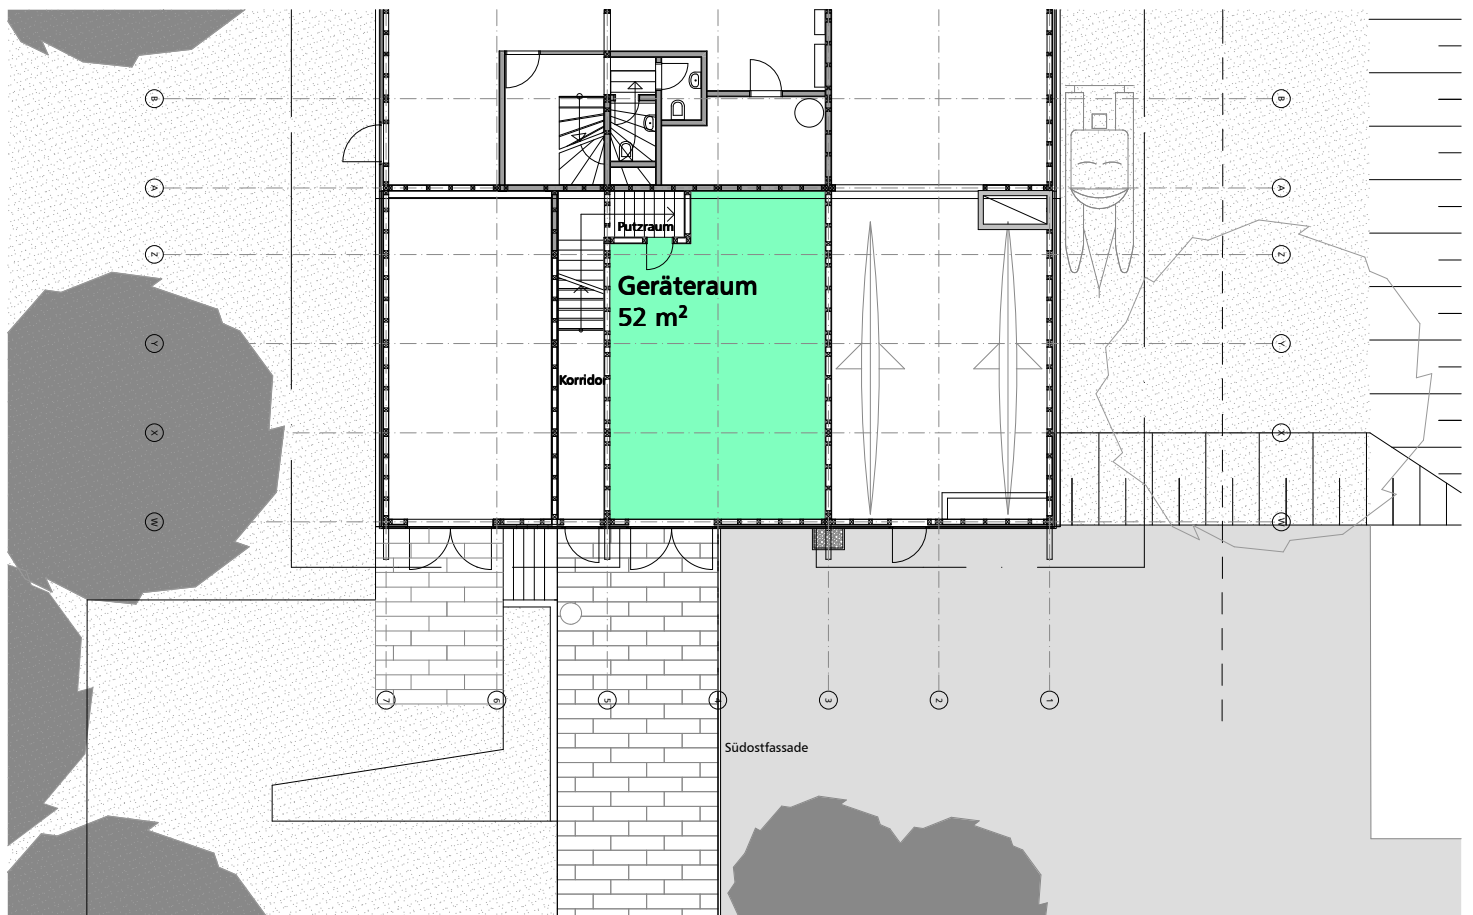 B
B
A
A
Putzraum
Z
Z
Geräteraum
52 m²
Y
Y
Korridor
X
X
W
W
7
6
5
4
3
2
1
Südostfassade